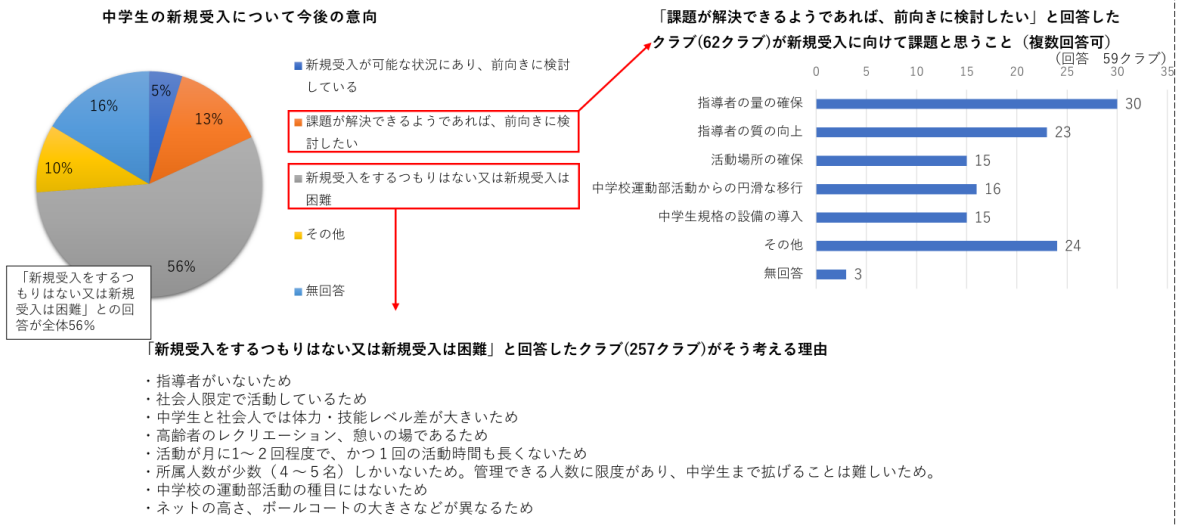 中学生の新規受入について今後の意向
5%
13%
56%
10%
16%
新規受入が可能な状況にあり、前向きに検討
している
課題が解決できるようであれば、前向きに検
討したい
新規受入をするつもりはない又は新規受入は
困難
その他
無回答
「新規受入をするつ
もりはない又は新規
受入は困難」との回
答が全体56%
「課題が解決できるようであれば、前向きに検討したい」と回答した
クラブ(62クラブ)が新規受入に向けて課題と思うこと（複数回答可）
（回答　59クラブ）
0 5 10 15 20 25 30 35
指導者の量の確保 30
指導者の質の向上 23
活動場所の確保 15
中学校運動部活動からの円滑な移行 16
中学生規格の設備の導入 15
その他 24
無回答 3
「新規受入をするつもりはない又は新規受入は困難」と回答したクラブ(257クラブ)がそう考える理由
・指導者がいないため
・社会人限定で活動しているため
・中学生と社会人では体力・技能レベル差が大きいため
・高齢者のレクリエーション、憩いの場であるため
・活動が月に1～２回程度で、かつ１回の活動時間も長くないため
・所属人数が少数（４～５名）しかいないため。管理できる人数に限度があり、中学生まで拡げることは難しいため。
・中学校の運動部活動の種目にはないため
・ネットの高さ、ボールコートの大きさなどが異なるため